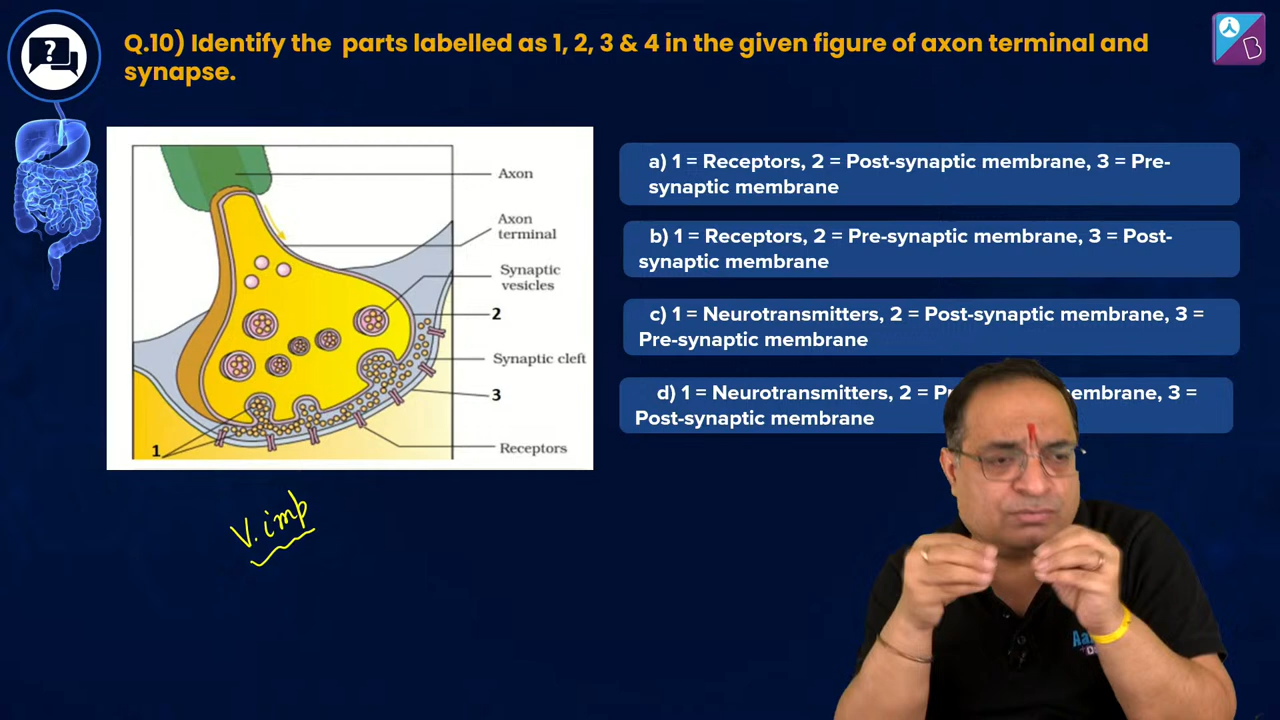 Q.10) Identify the parts labelled as 1, 2, 3 & 4 in the given figure of axon terminal and
synapse.
B
Axon
Axon
terminal
Synaptic
vesicles
2
Synaptic cleft
3
Receptors
1
a) 1 = Receptors, 2 = Post-synaptic membrane, 3 = Pre-
synaptic membrane
b) 1 = Receptors, 2 = Pre-synaptic membrane, 3 = Post-
synaptic membrane
c) 1 = Neurotransmitters, 2 = Post-synaptic membrane, 3 =
Pre-synaptic membrane
d) 1 = Neurotransmitters, 2 = embrane, 3 =
Post-synaptic membrane
V. imp